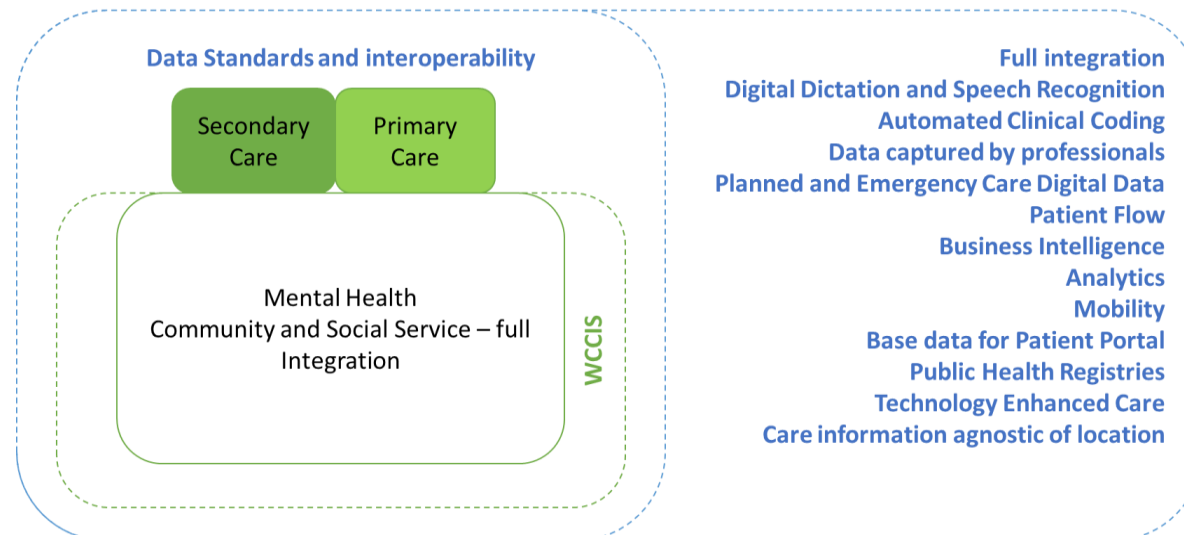 Data Standards and interoperability
Secondary
Care
Primary
Care
Mental Health
Community and Social Service – full
Integration
WCCIS
Full integration
Digital Dictation and Speech Recognition
Automated Clinical Coding
Data captured by professionals
Planned and Emergency Care Digital Data
Patient Flow
Business Intelligence
Analytics
Mobility
Base data for Patient Portal
Public Health Registries
Technology Enhanced Care
Care information agnostic of location